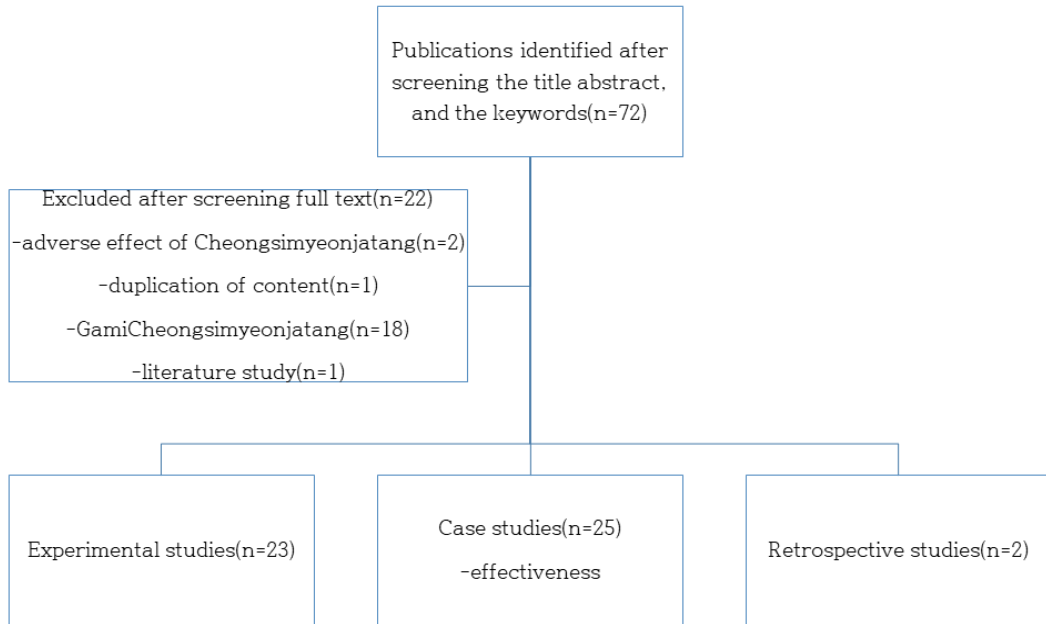 Publications identified after
screening the title abstract,
and the keywords(n=72)
Excluded after screening full text(n=22)
-adverse effect of Cheongsimyeonjatang(n=2)
-duplication of content(n=1)
-GamiCheongsimyeonjatang(n=18)
-literature study(n=1)
Experimental studies(n=23)
Case studies(n=25)
-effectiveness
Retrospective studies(n=2)